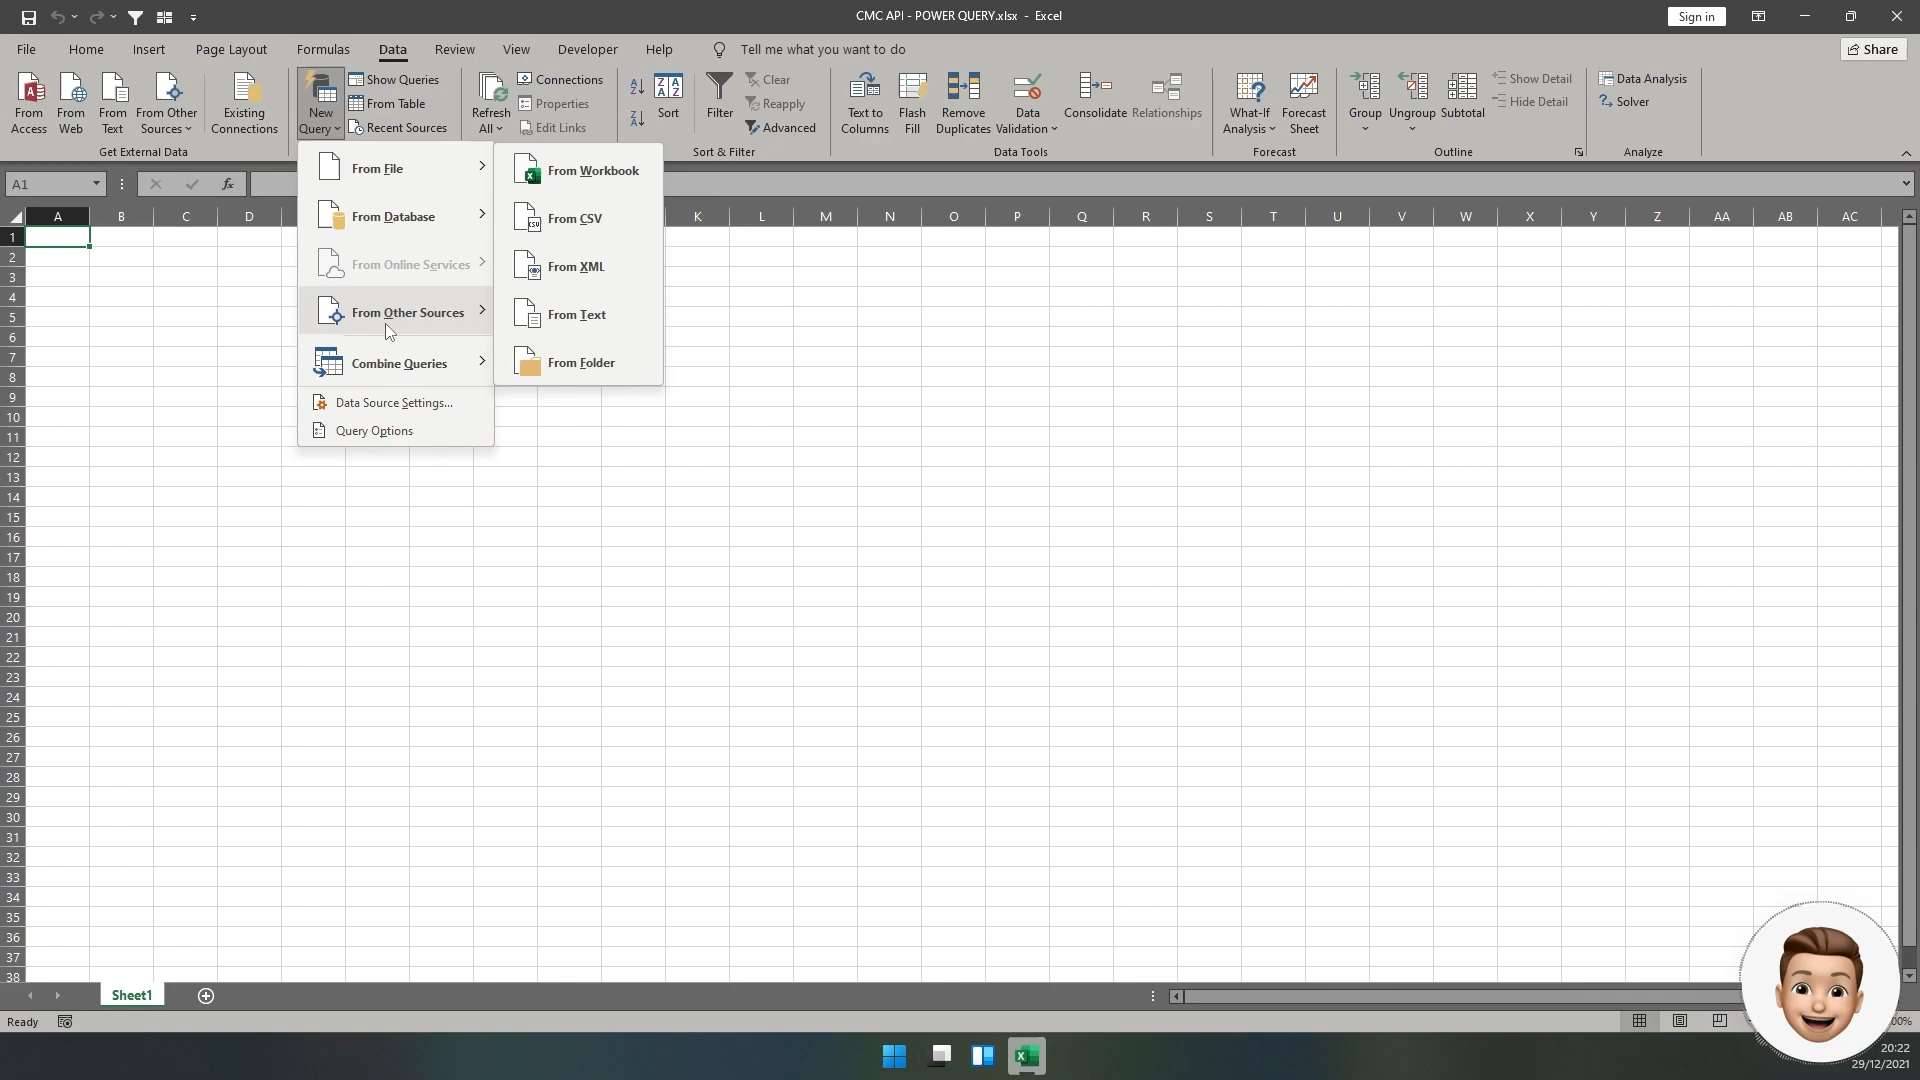 CMC API - POWER QUERY.xlsx - Excel
Sign in
File Home Insert Page Layout Formulas Data Review View Developer Help Tell me what you want to do
Share
From Access
From Web
From Text
From Other Sources
Existing Connections
Get External Data
New Query
Show Queries
From Table
Recent Sources
Refresh All
Connections
Properties
Edit Links
Sort
Filter
Clear
Reapply
Advanced
Sort & Filter
Text to Columns
Flash Fill
Remove Duplicates
Data Validation
Consolidate
Relationships
Data Tools
What-If Analysis
Forecast Sheet
Forecast
Group
Ungroup
Subtotal
Show Detail
Hide Detail
Outline
Data Analysis
Solver
Analyze
From File
From Database
From Online Services
From Other Sources
Combine Queries
Data Source Settings...
Query Options
From Workbook
From CSV
From XML
From Text
From Folder
A1
fx
A B C D K L M N O P Q R S T U V W X Y Z AA AB AC
1
2
3
4
5
6
7
8
9
10
11
12
13
14
15
16
17
18
19
20
21
22
23
24
25
26
27
28
29
30
31
32
33
34
35
36
37
38
Sheet1
Ready
00%
20:22
29/12/2021